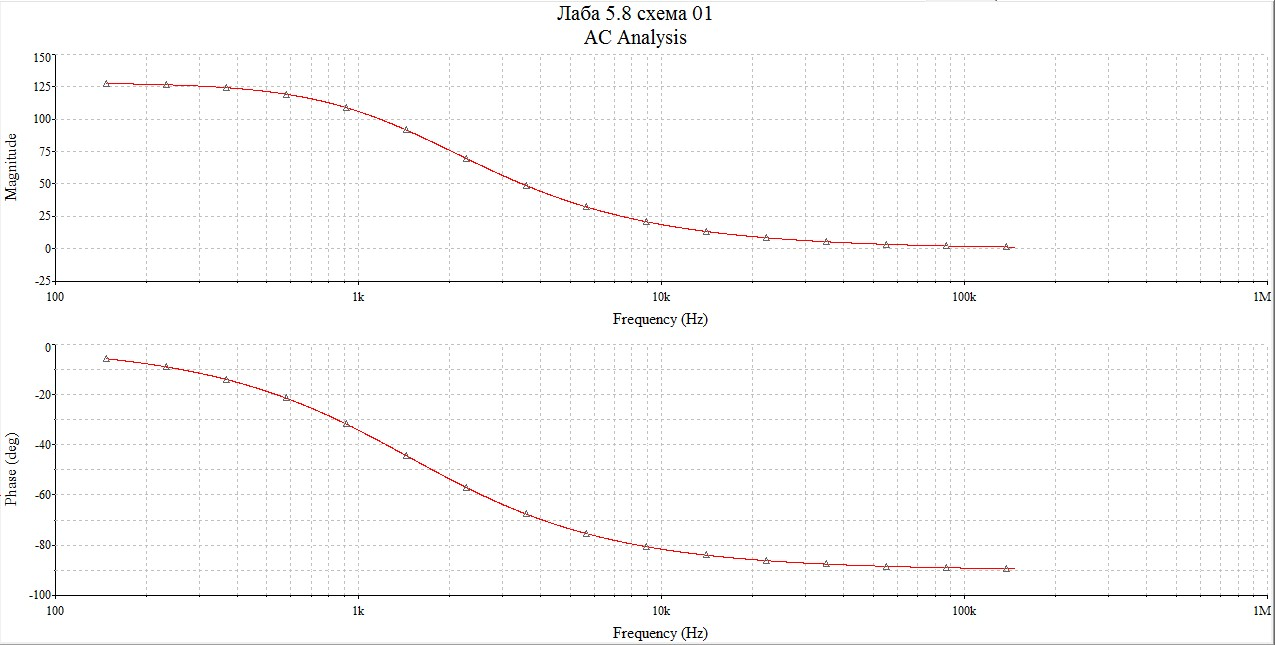 Лаба 5.8 схема 01
AC Analysis
150
125
100
75
50
25
0
-25
Magnitude
100
1k
10k
100k
1M
Frequency (Hz)
0
-20
-40
-60
-80
-100
Phase (deg)
100
1k
10k
100k
1M
Frequency (Hz)